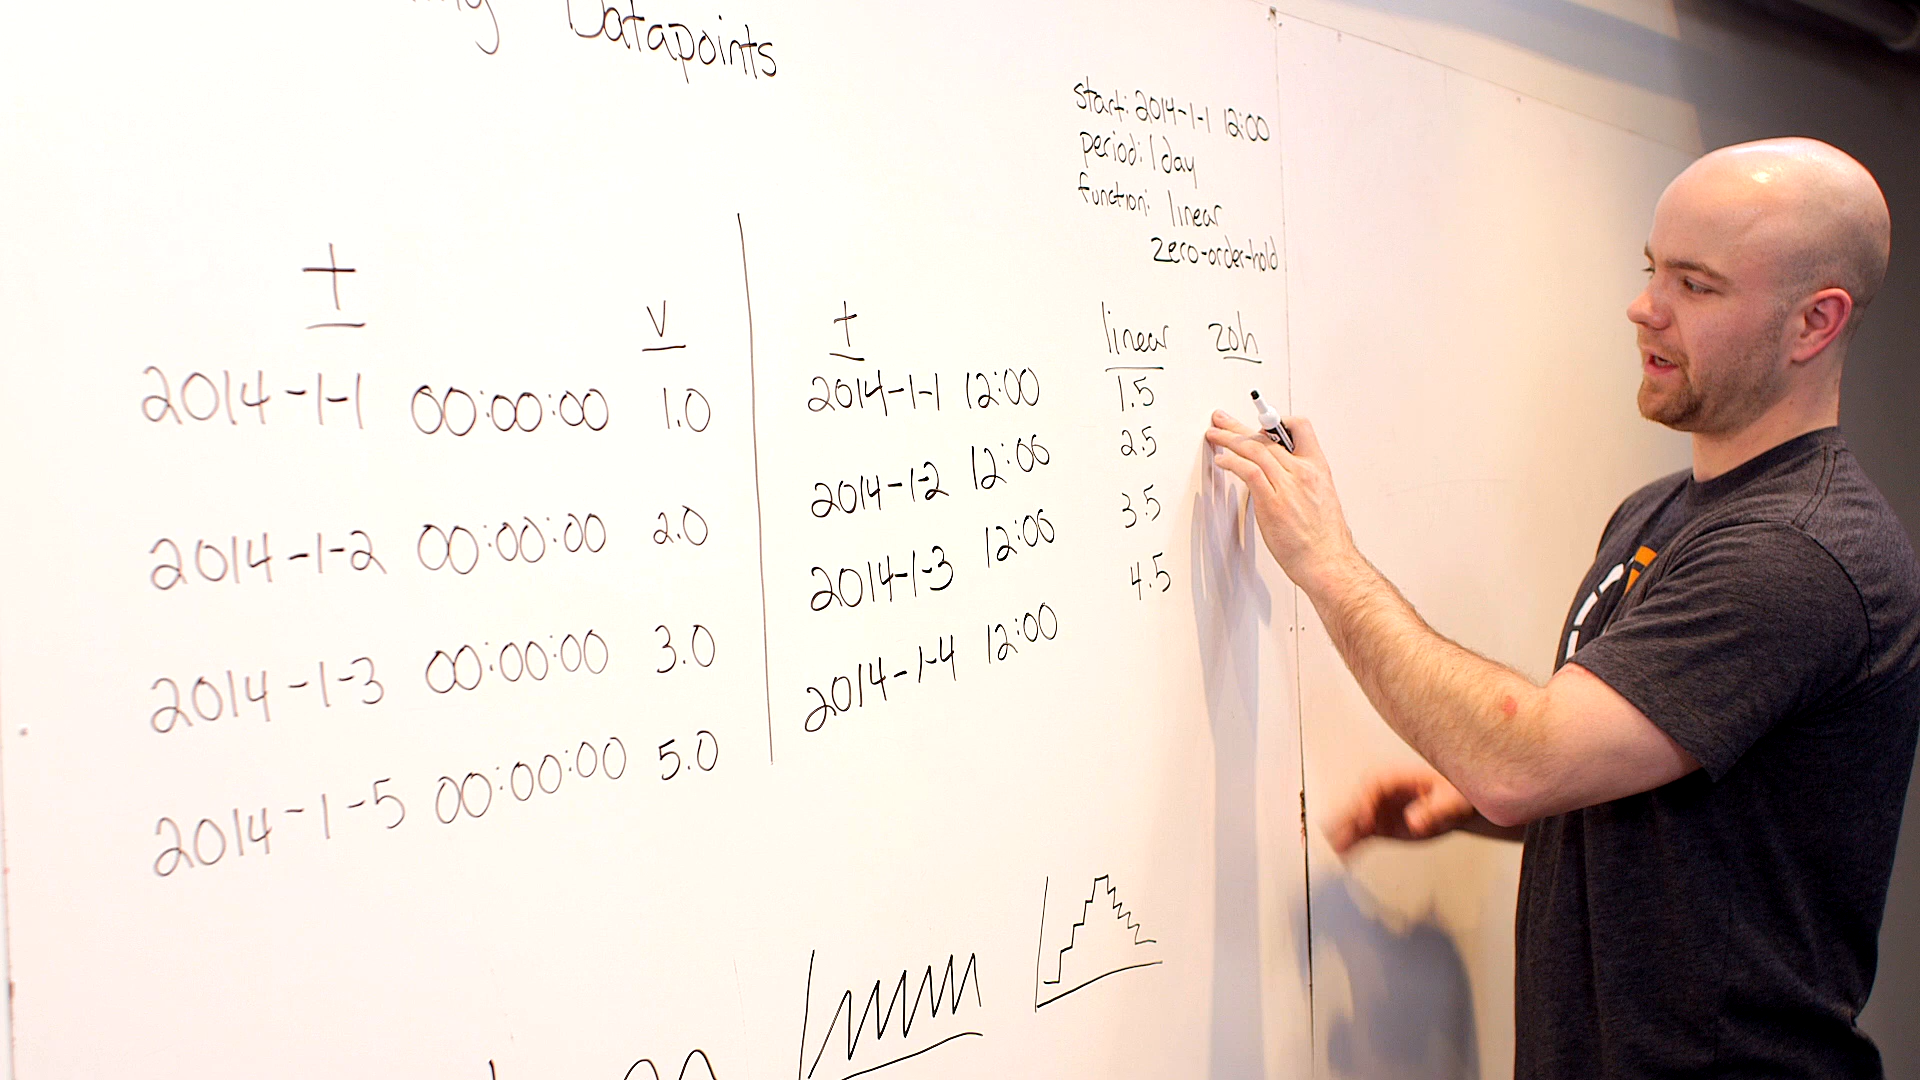 Datapoints
start: 2014-1-1 12:00
period: 1 day
function: linear
zero-order-hold
t v
2014-1-1 00:00:00 1.0
2014-1-2 00:00:00 2.0
2014-1-3 00:00:00 3.0
2014-1-5 00:00:00 5.0
t linear zoh
2014-1-1 12:00 1.5
2014-1-2 12:00 2.5
2014-1-3 12:00 3.5
2014-1-4 12:00 4.5